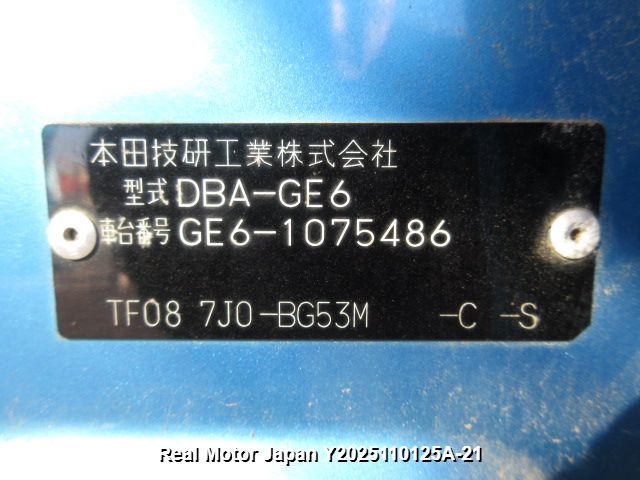 本田技研工業株式会社
型式 DBA-GE6
車台番号 GE6-1075486
TF08 7J0-BG53M -C -S
Real Motor Japan Y2025110125A-21